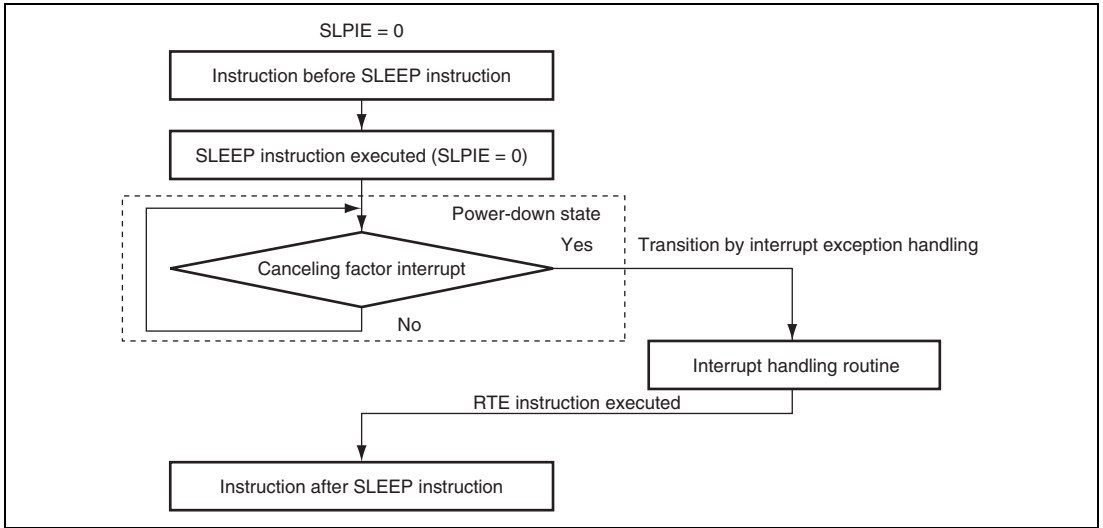 SLPIE = 0
Instruction before SLEEP instruction
SLEEP instruction executed (SLPIE = 0)
Power-down state
Yes
Transition by interrupt exception handling
Canceling factor interrupt
No
Interrupt handling routine
RTE instruction executed
Instruction after SLEEP instruction